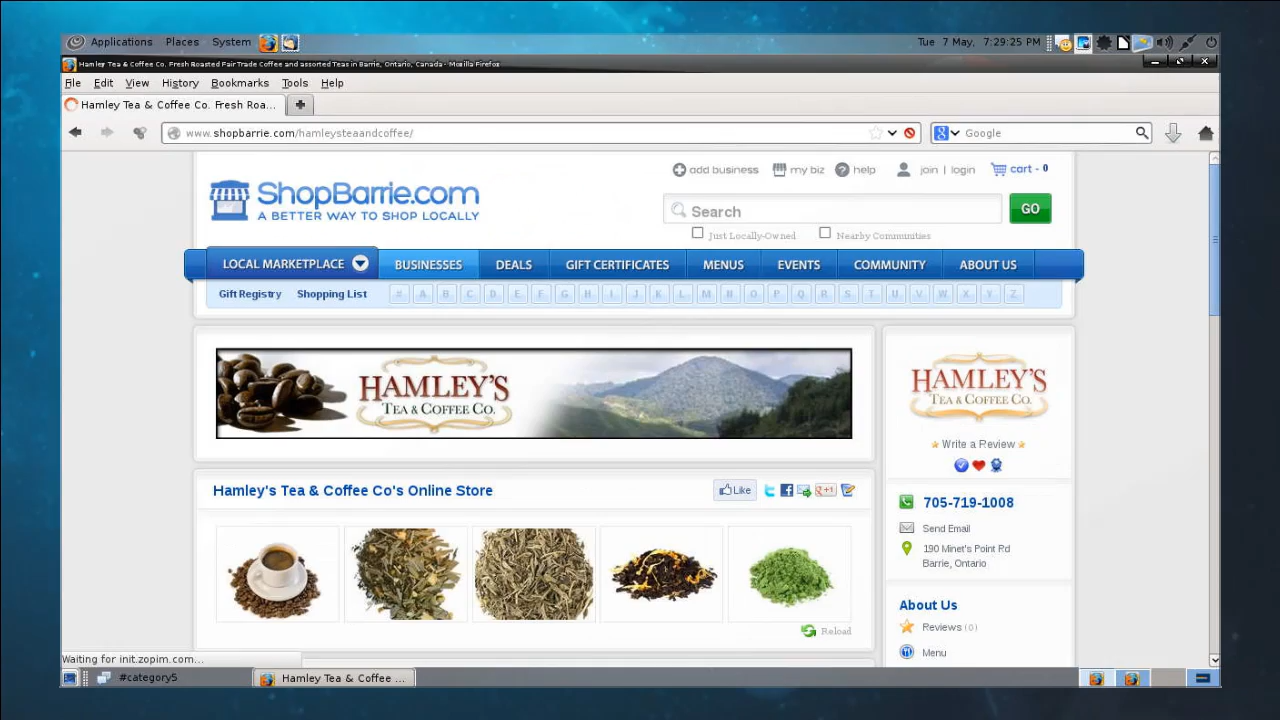 Applications Places System
Tue 7 May, 7:29:25 PM
Hamley Tea & Coffee Co. Fresh Roasted Fair Trade Coffee and assorted Teas in Barrie, Ontario, Canada - Mozilla Firefox
File Edit View History Bookmarks Tools Help
Hamley Tea & Coffee Co. Fresh Roa...
www.shopbarrie.com/hamleysteaandcoffee/
Google
add business my biz help join | login cart - 0
ShopBarrie.com
A BETTER WAY TO SHOP LOCALLY
Search
GO
Just Locally-Owned Nearby Communities
LOCAL MARKETPLACE BUSINESSES DEALS GIFT CERTIFICATES MENUS EVENTS COMMUNITY ABOUT US
Gift Registry Shopping List # A B C D E F G H I J K L M N O P Q R S T U V W X Y Z
HAMLEY'S
TEA & COFFEE CO.
HAMLEY'S
TEA & COFFEE CO.
Write a Review
Hamley's Tea & Coffee Co's Online Store
Like
+1
705-719-1008
Send Email
190 Minet's Point Rd
Barrie, Ontario
About Us
Reviews (0)
Reload
Menu
Waiting for init.zopim.com...
#category5
Hamley Tea & Coffee ...